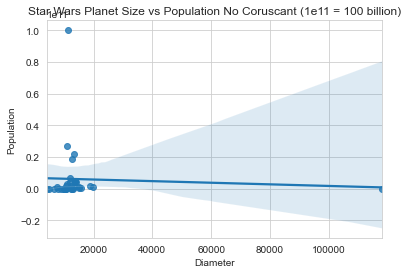 Star Wars Planet Size vs Population No Coruscant (1e11 = 100 billion)
1e11
1.0
0.8
0.6
0.4
0.2
0.0
−0.2
Population
20000 40000 60000 80000 100000
Diameter